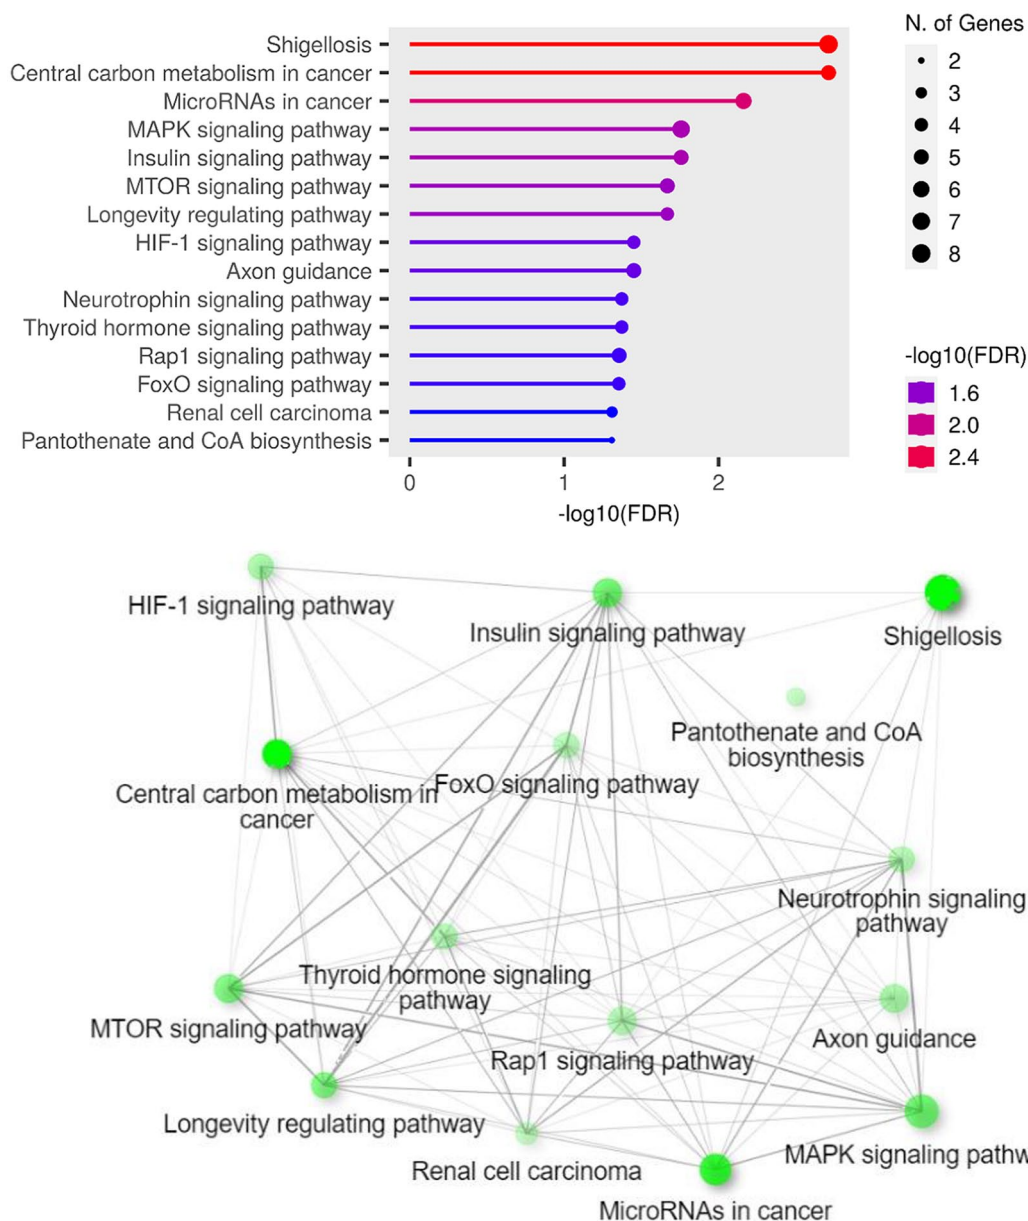 Shigellosis
Central carbon metabolism in cancer
MicroRNAs in cancer
MAPK signaling pathway
Insulin signaling pathway
MTOR signaling pathway
Longevity regulating pathway
HIF-1 signaling pathway
Axon guidance
Neurotrophin signaling pathway
Thyroid hormone signaling pathway
Rap1 signaling pathway
FoxO signaling pathway
Renal cell carcinoma
Pantothenate and CoA biosynthesis
0 1 2
-log10(FDR)
N. of Genes
2
3
4
5
6
7
8
-log10(FDR)
1.6
2.0
2.4
HIF-1 signaling pathway
Insulin signaling pathway
Shigellosis
Pantothenate and CoA
biosynthesis
Central carbon metabolism in
cancer
FoxO signaling pathway
Neurotrophin signaling
pathway
Thyroid hormone signaling
pathway
MTOR signaling pathway
Axon guidance
Rap1 signaling pathway
Longevity regulating pathway
MAPK signaling pathw
Renal cell carcinoma
MicroRNAs in cancer